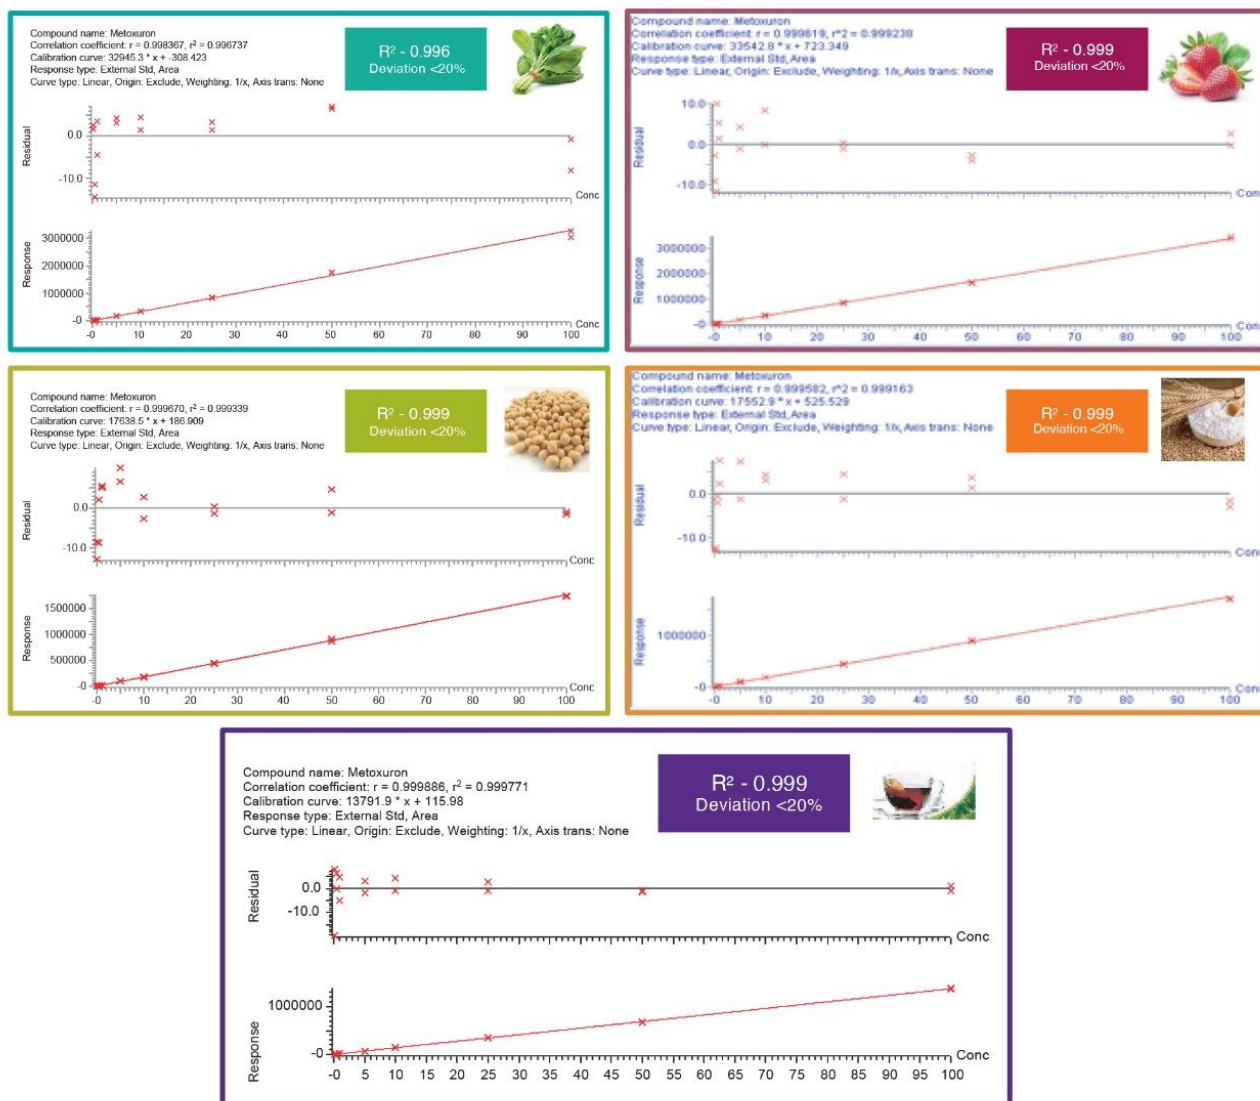 Compound name: Metoxuron
Correlation coefficient: r = 0.998367, r² = 0.996737
Calibration curve: 32945.3 * x + -308.423
Response type: External Std, Area
Curve type: Linear, Origin: Exclude, Weighting: 1/x, Axis trans: None
R² - 0.996
Deviation <20%
Residual
0.0
-10.0
Conc
Response
3000000
2000000
1000000
-0
Conc
-0 10 20 30 40 50 60 70 80 90 100
Compound name: Metoxuron
Correlation coefficient: r = 0.999619, r^2 = 0.999238
Calibration curve: 33542.8 * x + 723.349
Response type: External Std, Area
Curve type: Linear, Origin: Exclude, Weighting: 1/x, Axis trans: None
R² - 0.999
Deviation <20%
Residual
10.0
0.0
-10.0
Conc
Response
3000000
2000000
1000000
-0
Conc
-0 10 20 30 40 50 60 70 80 90 100
Compound name: Metoxuron
Correlation coefficient: r = 0.999670, r² = 0.999339
Calibration curve: 17638.5 * x + 186.909
Response type: External Std, Area
Curve type: Linear, Origin: Exclude, Weighting: 1/x, Axis trans: None
R² - 0.999
Deviation <20%
Residual
0.0
-10.0
Conc
Response
1500000
1000000
500000
-0
Conc
-0 10 20 30 40 50 60 70 80 90 100
Compound name: Metoxuron
Correlation coefficient: r = 0.999582, r^2 = 0.999163
Calibration curve: 17552.9 * x + 525.529
Response type: External Std, Area
Curve type: Linear, Origin: Exclude, Weighting: 1/x, Axis trans: None
R² - 0.999
Deviation <20%
Residual
0.0
-10.0
Conc
Response
1000000
-0
Conc
-0 10 20 30 40 50 60 70 80 90 100
Compound name: Metoxuron
Correlation coefficient: r = 0.999886, r² = 0.999771
Calibration curve: 13791.9 * x + 115.98
Response type: External Std, Area
Curve type: Linear, Origin: Exclude, Weighting: 1/x, Axis trans: None
R² - 0.999
Deviation <20%
Residual
0.0
-10.0
Conc
Response
1000000
-0
Conc
-0 5 10 15 20 25 30 35 40 45 50 55 60 65 70 75 80 85 90 95 100